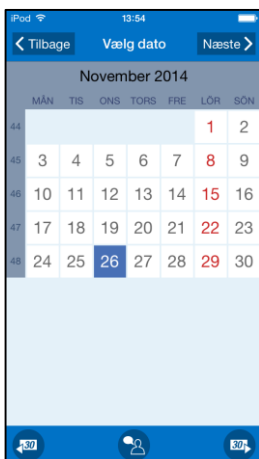 iPod 13:54
Tilbage Vælg dato Næste
November 2014
MÅN TIS ONS TORS FRE LÖR SÖN
44 1 2
45 3 4 5 6 7 8 9
46 10 11 12 13 14 15 16
47 17 18 19 20 21 22 23
48 24 25 26 27 28 29 30
30 30